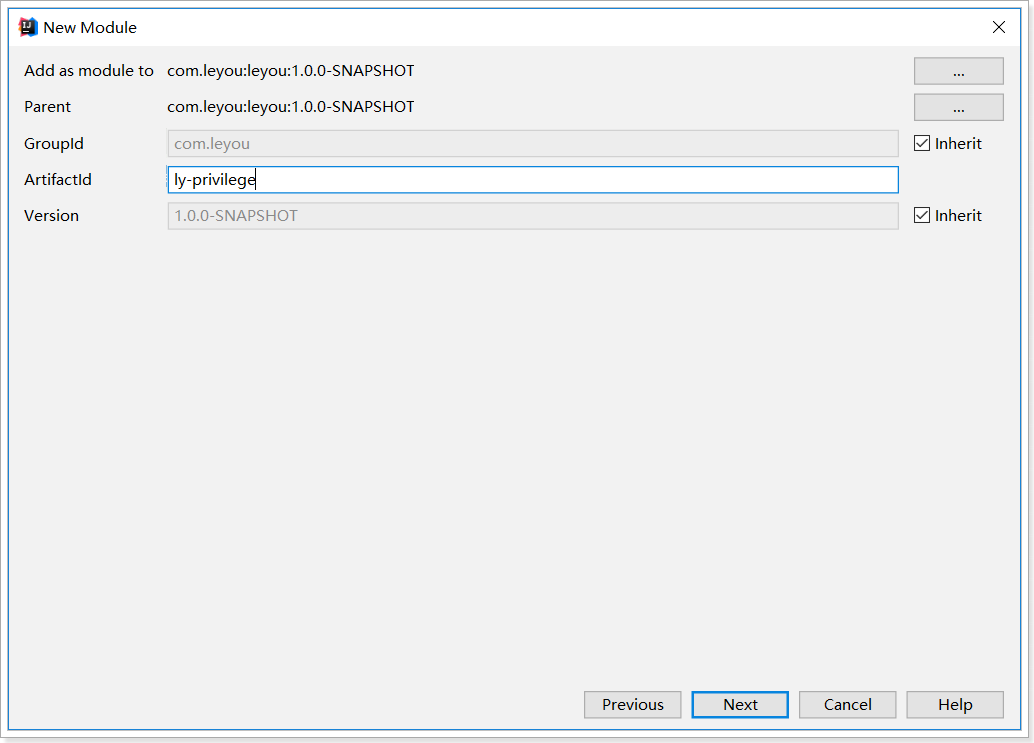 New Module
Add as module to com.leyou:leyou:1.0.0-SNAPSHOT ...
Parent com.leyou:leyou:1.0.0-SNAPSHOT ...
GroupId com.leyou Inherit
ArtifactId ly-privilege
Version 1.0.0-SNAPSHOT Inherit
Previous Next Cancel Help